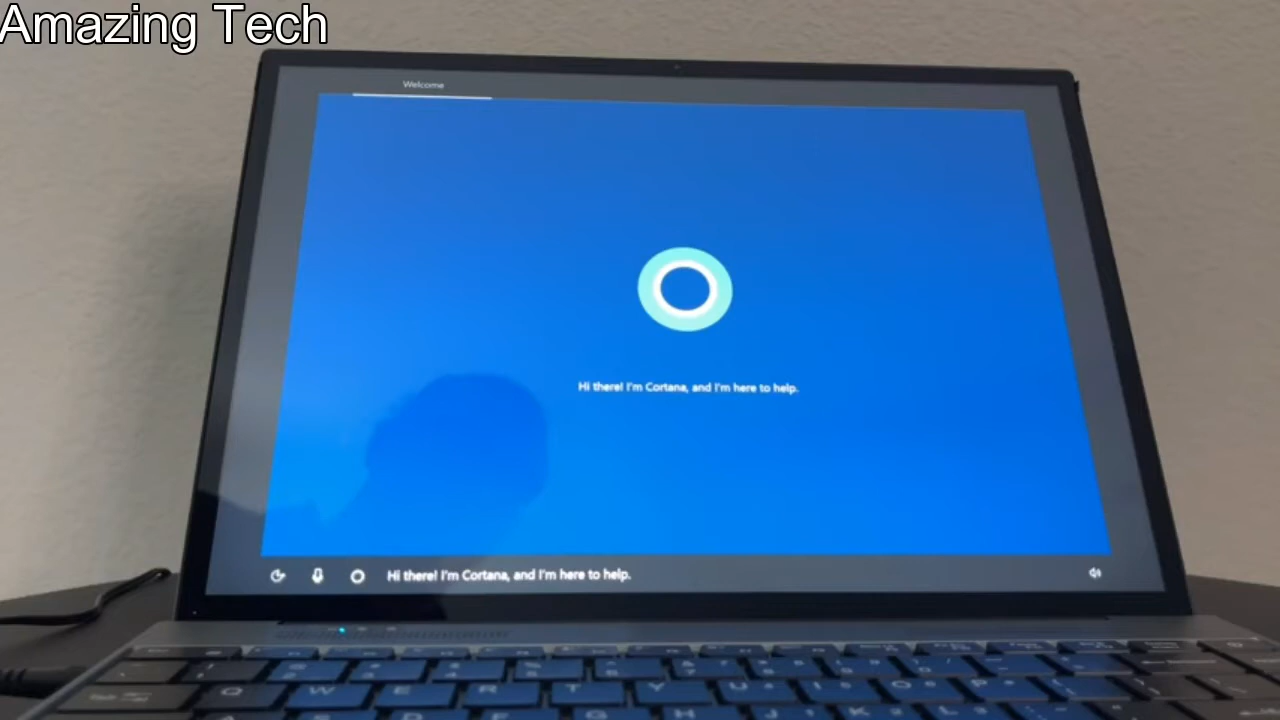 Amazing Tech
Welcome
Hi there! I'm Cortana, and I'm here to help.
Hi there! I'm Cortana, and I'm here to help.
Q W E R T Y U I O P